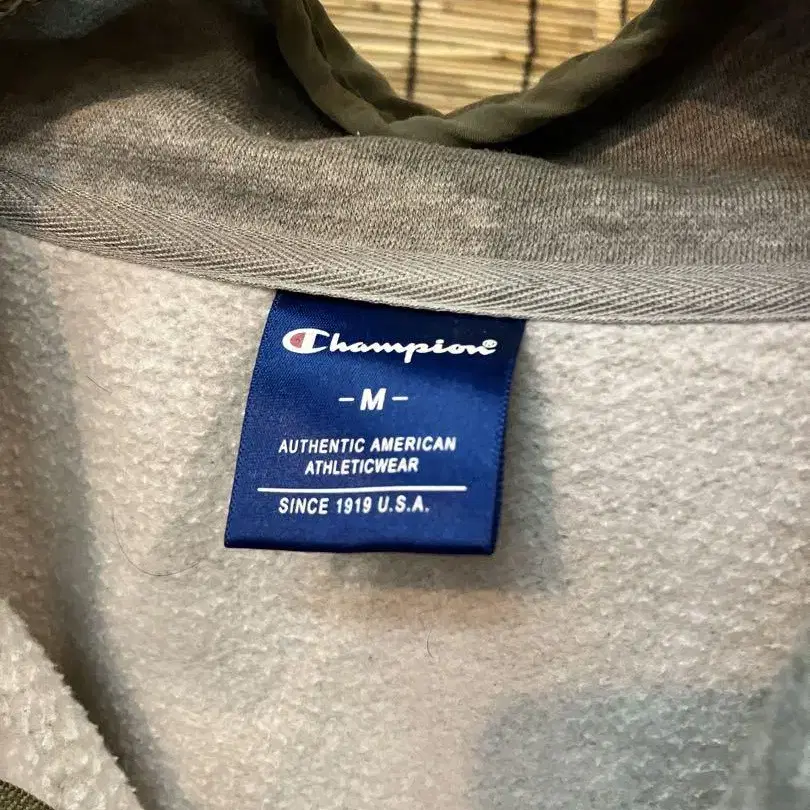 Champion
-M-
AUTHENTIC AMERICAN
ATHLETICWEAR
SINCE 1919 U.S.A.